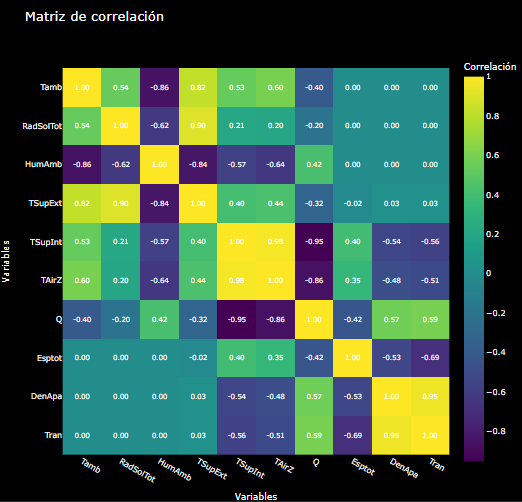 Matriz de correlación
Correlación
Tamb 1.00 0.54 -0.86 0.82 0.53 0.60 -0.40 0.00 0.00 0.00
RadSolTot 0.54 1.00 -0.62 0.90 0.21 0.20 -0.20 0.00 0.00 0.00
HumAmb -0.86 -0.62 1.00 -0.84 -0.57 -0.64 0.42 0.00 0.00 0.00
TSupExt 0.82 0.90 -0.84 1.00 0.40 0.44 -0.32 -0.02 0.03 0.03
TSupInt 0.53 0.21 -0.57 0.40 1.00 0.98 -0.95 0.40 -0.54 -0.56
TAirZ 0.60 0.20 -0.64 0.44 0.98 1.00 -0.86 0.35 -0.48 -0.51
Q -0.40 -0.20 0.42 -0.32 -0.95 -0.86 1.00 -0.42 0.57 0.59
Esptot 0.00 0.00 0.00 -0.02 0.40 0.35 -0.42 1.00 -0.53 -0.69
DenApa 0.00 0.00 0.00 0.03 -0.54 -0.48 0.57 -0.53 1.00 0.95
Tran 0.00 0.00 0.00 0.03 -0.56 -0.51 0.59 -0.69 0.95 1.00
Variables
Tamb RadSolTot HumAmb TSupExt TSupInt TAirZ Q Esptot DenApa Tran
Variables
1
0.8
0.6
0.4
0.2
0
−0.2
−0.4
−0.6
−0.8